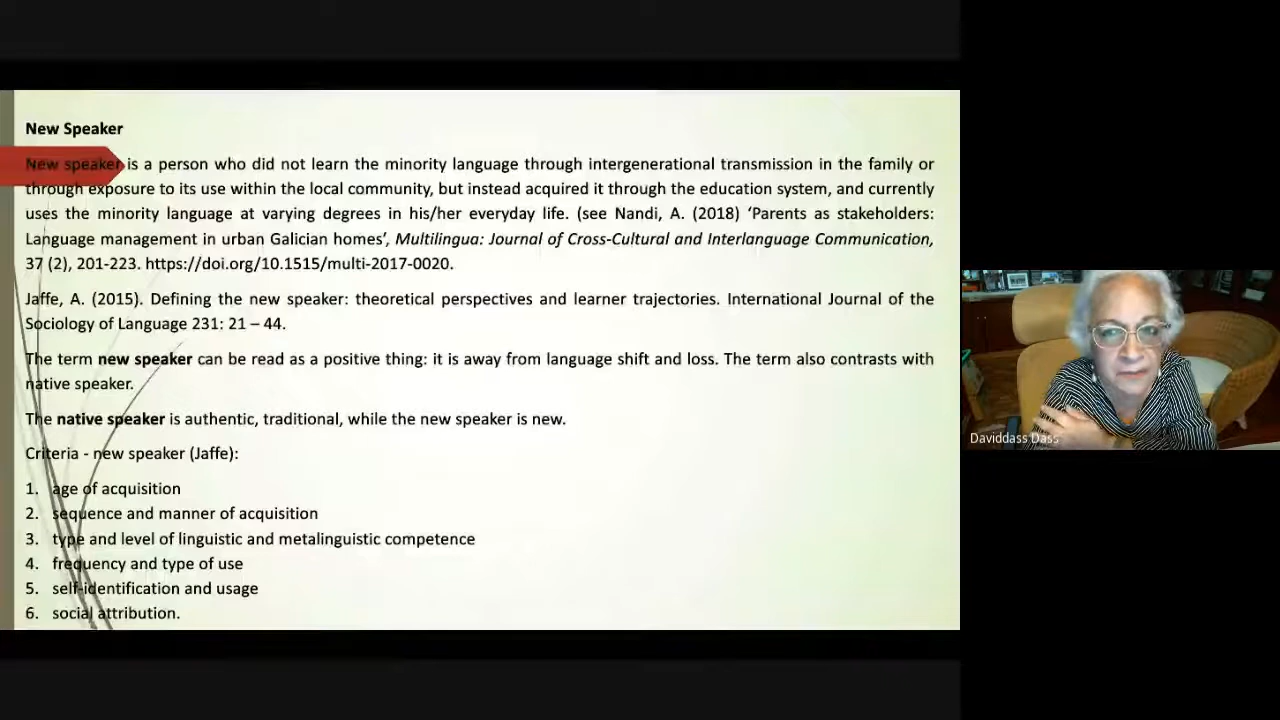 New Speaker
New speaker is a person who did not learn the minority language through intergenerational transmission in the family or
through exposure to its use within the local community, but instead acquired it through the education system, and currently
uses the minority language at varying degrees in his/her everyday life. (see Nandi, A. (2018) ‘Parents as stakeholders:
Language management in urban Galician homes’, Multilingua: Journal of Cross-Cultural and Interlanguage Communication,
37 (2), 201-223. https://doi.org/10.1515/multi-2017-0020.
Jaffe, A. (2015). Defining the new speaker: theoretical perspectives and learner trajectories. International Journal of the
Sociology of Language 231: 21 – 44.
The term new speaker can be read as a positive thing: it is away from language shift and loss. The term also contrasts with
native speaker.
The native speaker is authentic, traditional, while the new speaker is new.
Criteria - new speaker (Jaffe):
1. age of acquisition
2. sequence and manner of acquisition
3. type and level of linguistic and metalinguistic competence
4. frequency and type of use
5. self-identification and usage
6. social attribution.
Daviddass Dass